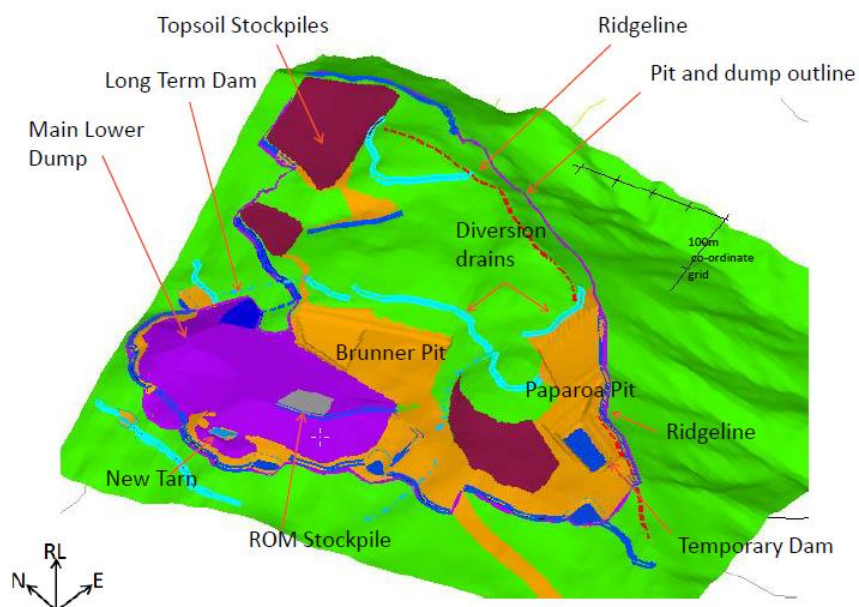 Topsoil Stockpiles
Ridgeline
Long Term Dam
Pit and dump outline
Main Lower
Dump
Diversion
drains
100m
co-ordinate
grid
Brunner Pit
Paparoa Pit
Ridgeline
New Tarn
ROM Stockpile
Temporary Dam
RL
N
E